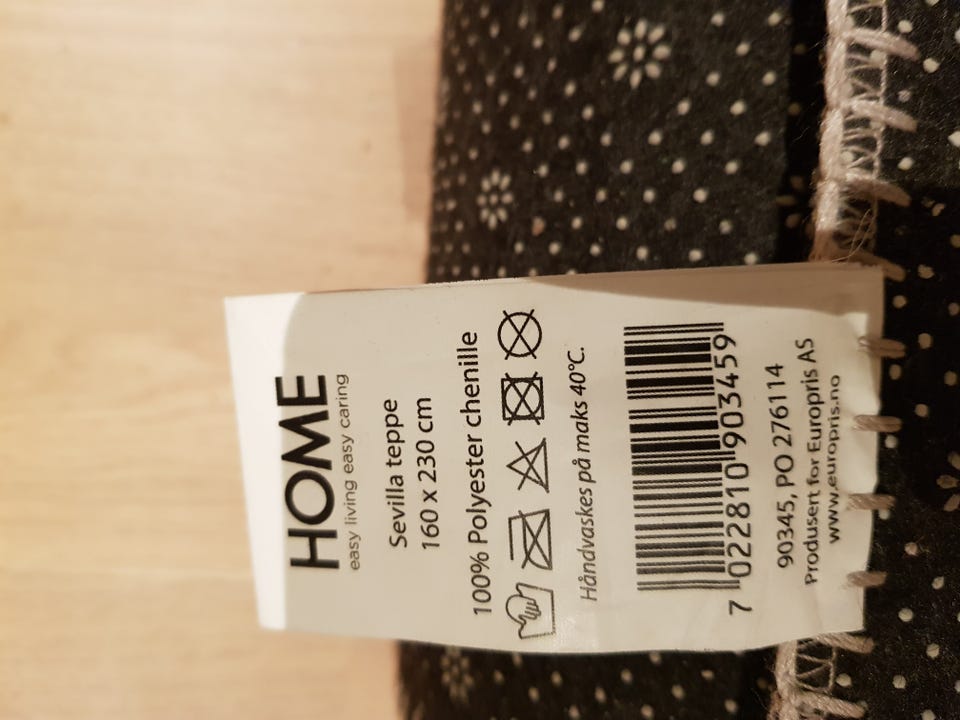 HOME
easy living easy caring
Sevilla teppe
160 x 230 cm
100% Polyester chenille
Håndvaskes på maks 40°C.
7 022810 903459
90345, PO 276114
Produsert for Europris AS
www.europris.no